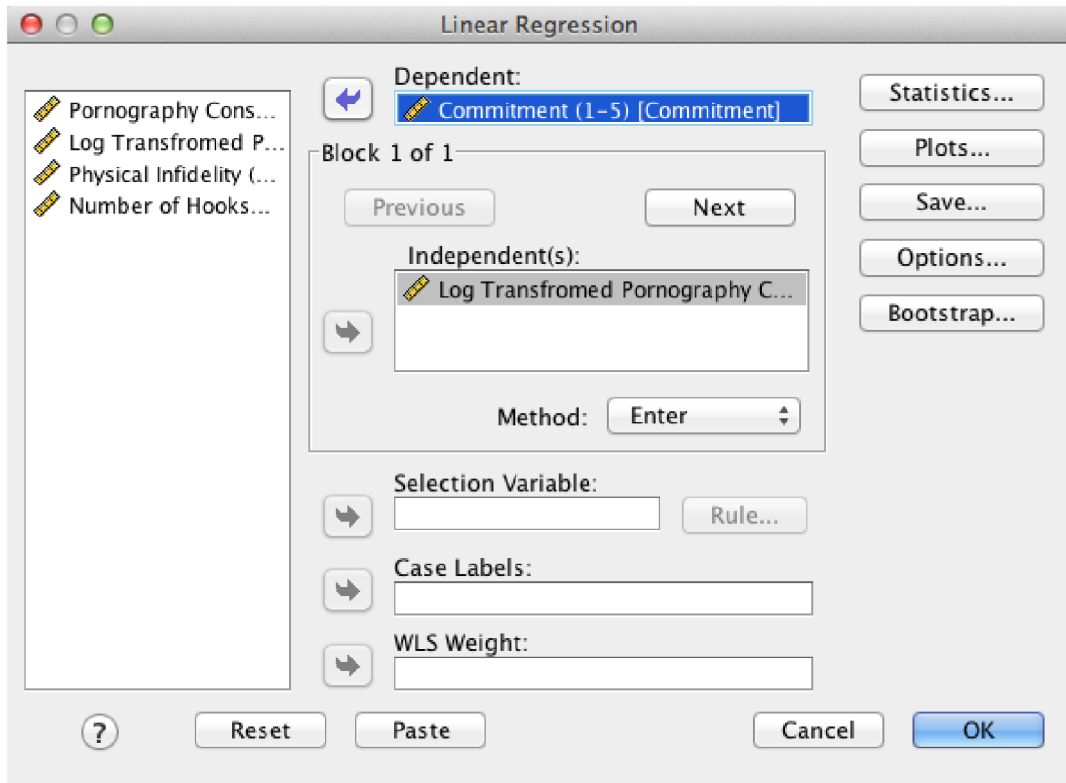 Linear Regression
Pornography Cons...
Log Transfromed P...
Physical Infidelity (...
Number of Hooks...
Dependent:
Commitment (1-5) [Commitment]
Block 1 of 1
Previous
Next
Independent(s):
Log Transfromed Pornography C...
Method:
Enter
Selection Variable:
Rule...
Case Labels:
WLS Weight:
Statistics...
Plots...
Save...
Options...
Bootstrap...
?
Reset
Paste
Cancel
OK